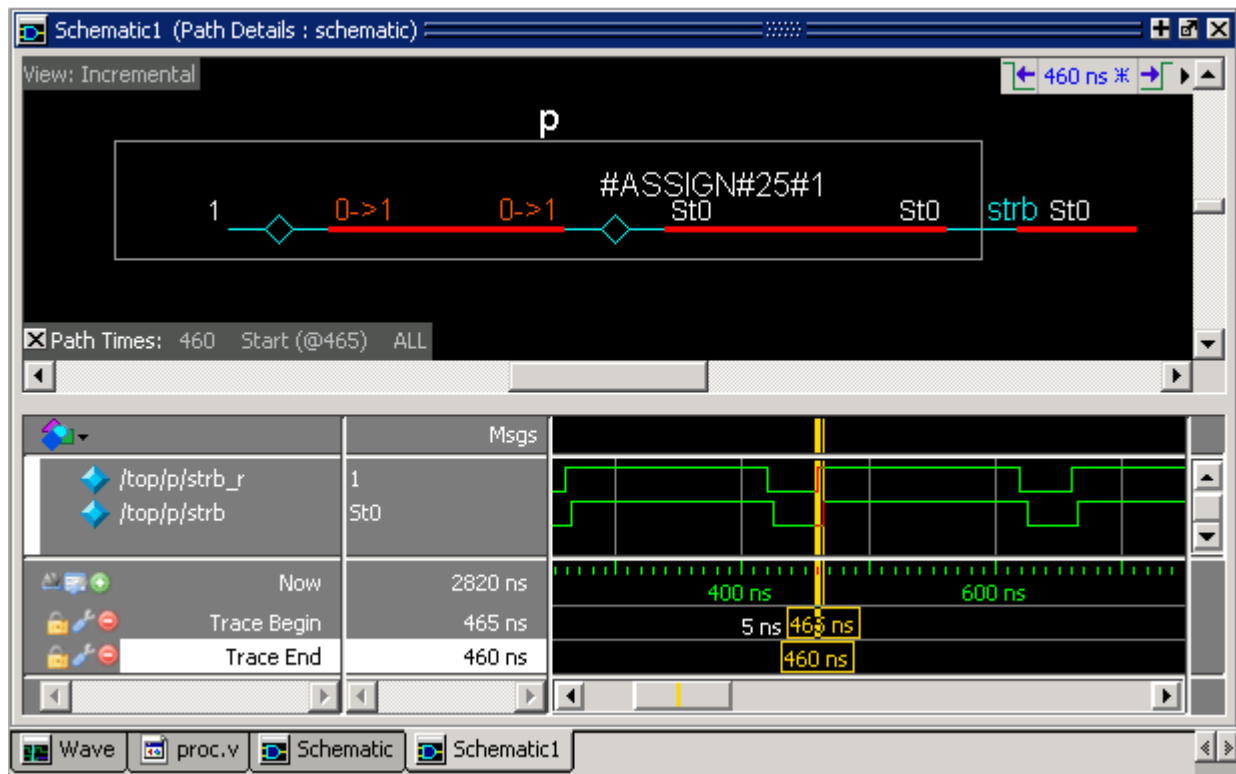 Schematic1 (Path Details : schematic)
View: Incremental
460 ns
p
#ASSIGN#25#1
1 0->1 0->1 St0 St0 strb St0
Path Times: 460 Start (@465) ALL
Msgs
/top/p/strb_r 1
/top/p/strb St0
Now 2820 ns 400 ns 600 ns
Trace Begin 465 ns 5 ns 465 ns
Trace End 460 ns 460 ns
Wave proc.v Schematic Schematic1